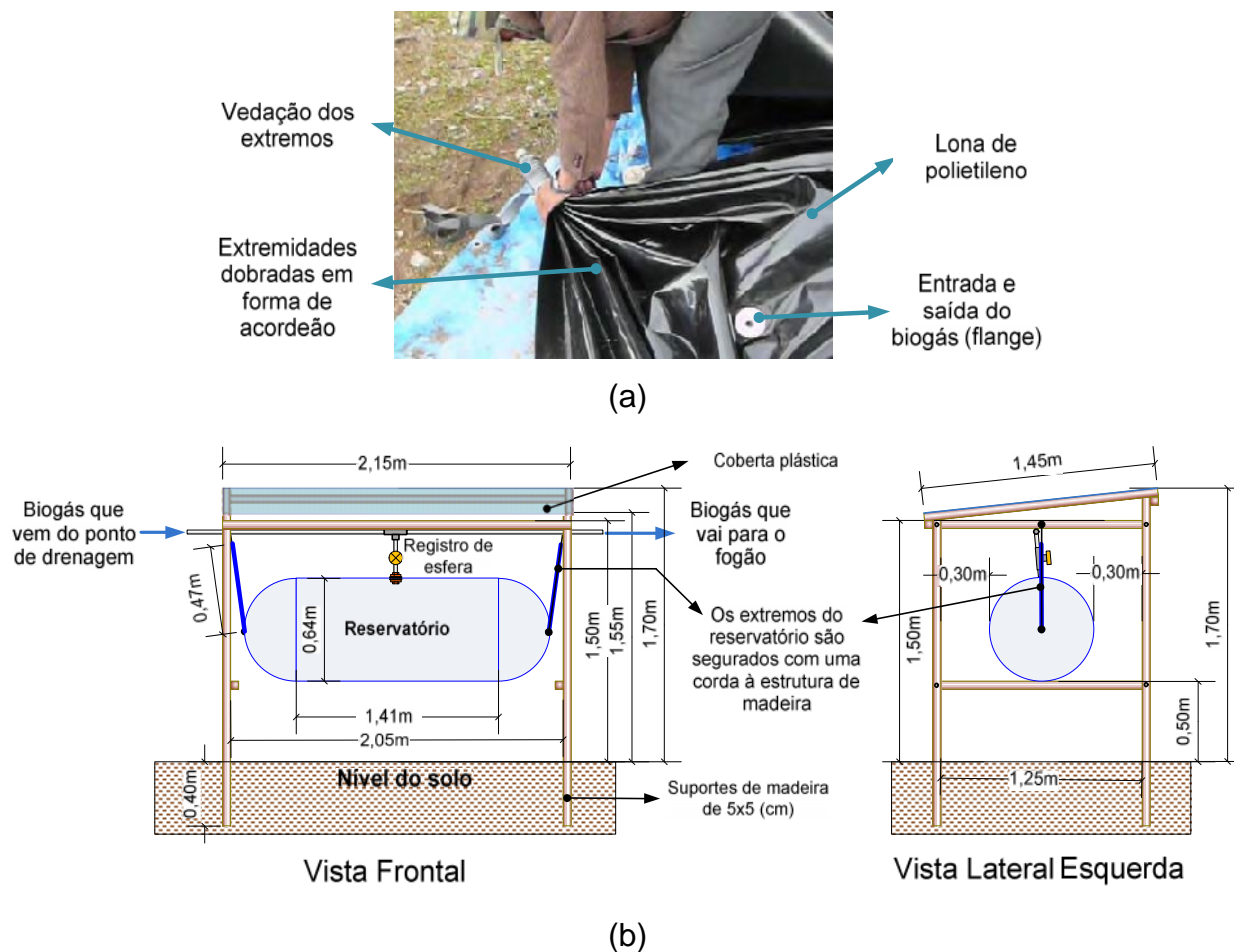 Vedação dos
extremos
Lona de
polietileno
Extremidades
dobradas em
forma de
acordeão
Entrada e
saída do
biogás (flange)
(a)
2,15m
Coberta plástica
1,45m
Biogás que
vem do ponto
de drenagem
Registro de
esfera
Biogás que
vai para o
fogão
0,47m
0,64m
Reservatório
1,50m
1,55m
1,70m
Os extremos do
reservatório são
segurados com uma
corda à estrutura de
madeira
0,30m
0,30m
1,50m
1,70m
0,50m
1,41m
2,05m
Nível do solo
0,40m
Suportes de madeira
de 5x5 (cm)
1,25m
Vista Frontal
Vista Lateral Esquerda
(b)